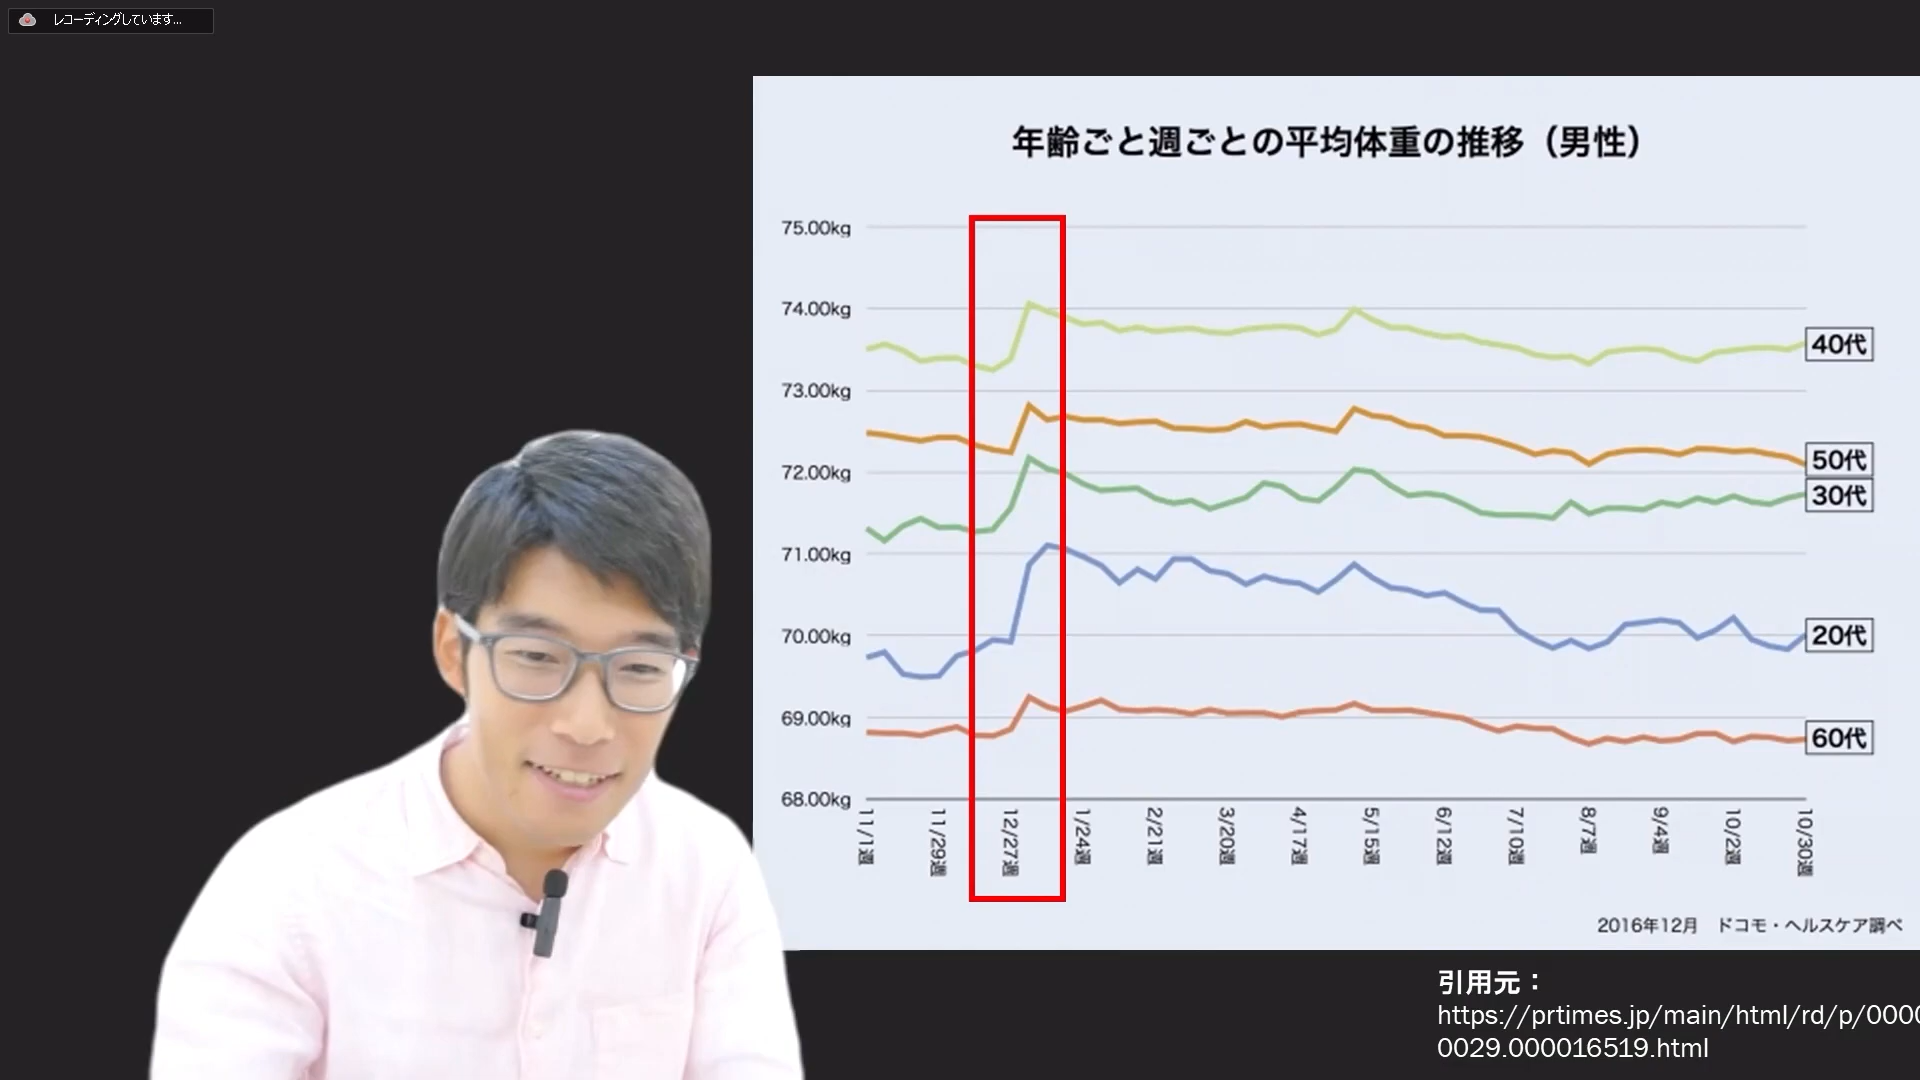 レコーディングしています...
年齢ごと週ごとの平均体重の推移（男性）
75.00kg
74.00kg
73.00kg
72.00kg
71.00kg
70.00kg
69.00kg
68.00kg
40代
50代
30代
20代
60代
11/1週
11/29週
12/27週
1/24週
2/21週
3/20週
4/17週
5/15週
6/12週
7/10週
8/7週
9/4週
10/2週
10/30週
2016年12月　ドコモ・ヘルスケア調べ
引用元：
https://prtimes.jp/main/html/rd/p/000
0029.000016519.html